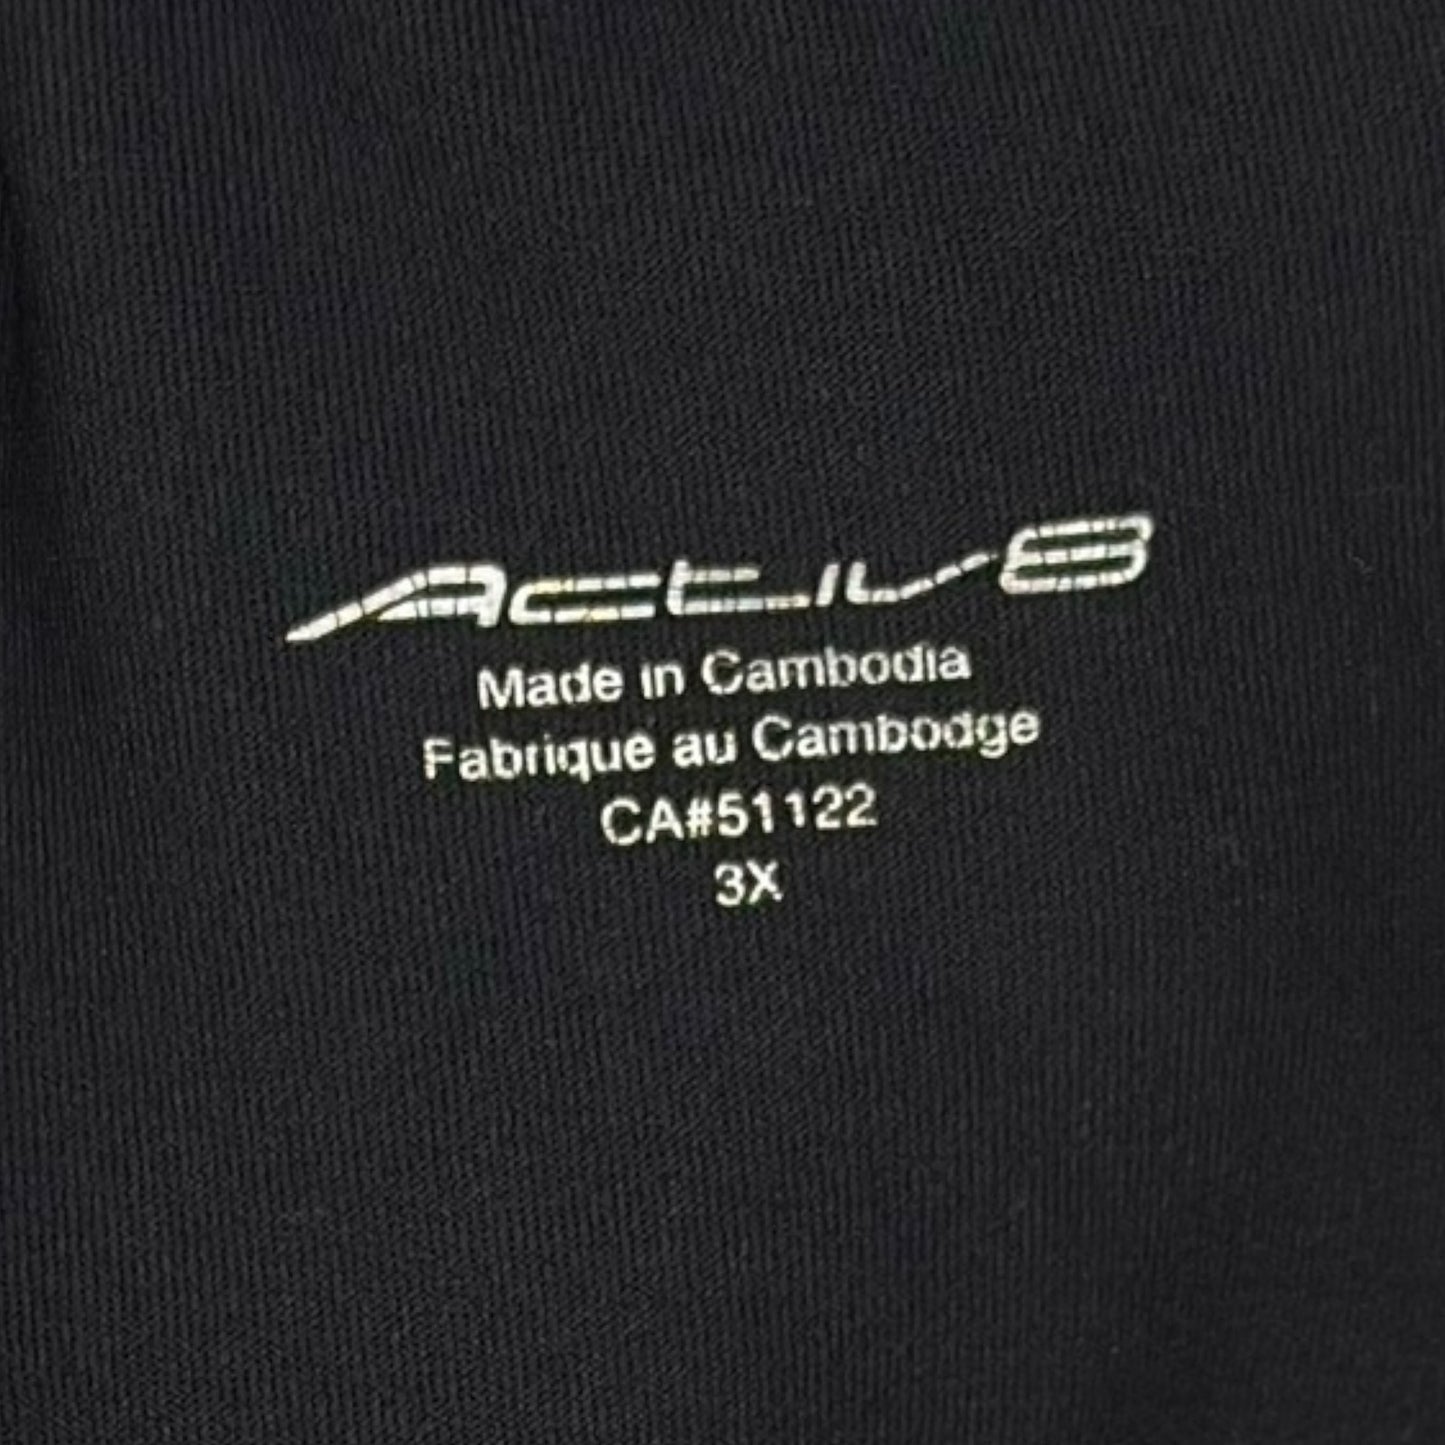 Activ8
Made in Cambodia
Fabrique au Cambodge
CA#51122
3X